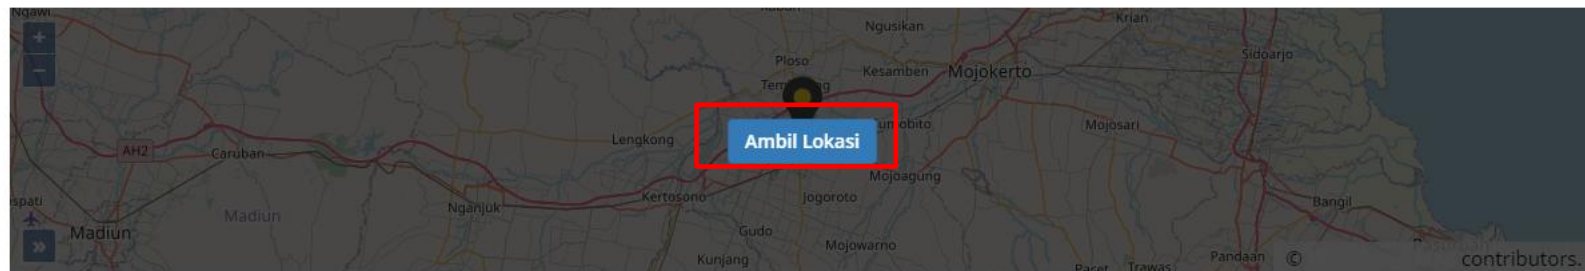 Ngawi
Ngusikan
Krian
+
Sidoarjo
Ploso
−
Kesamben
Mojokerto
Lengkong
Ambil Lokasi
Mojosari
AH2
Caruban
Mojoagung
Kertosono
Jogoroto
Bangil
Nganjuk
Madiun
Madiun
Gudo
»
Mojowarno
Kunjang
Pacet
Trawas
Pandaan
©
contributors.